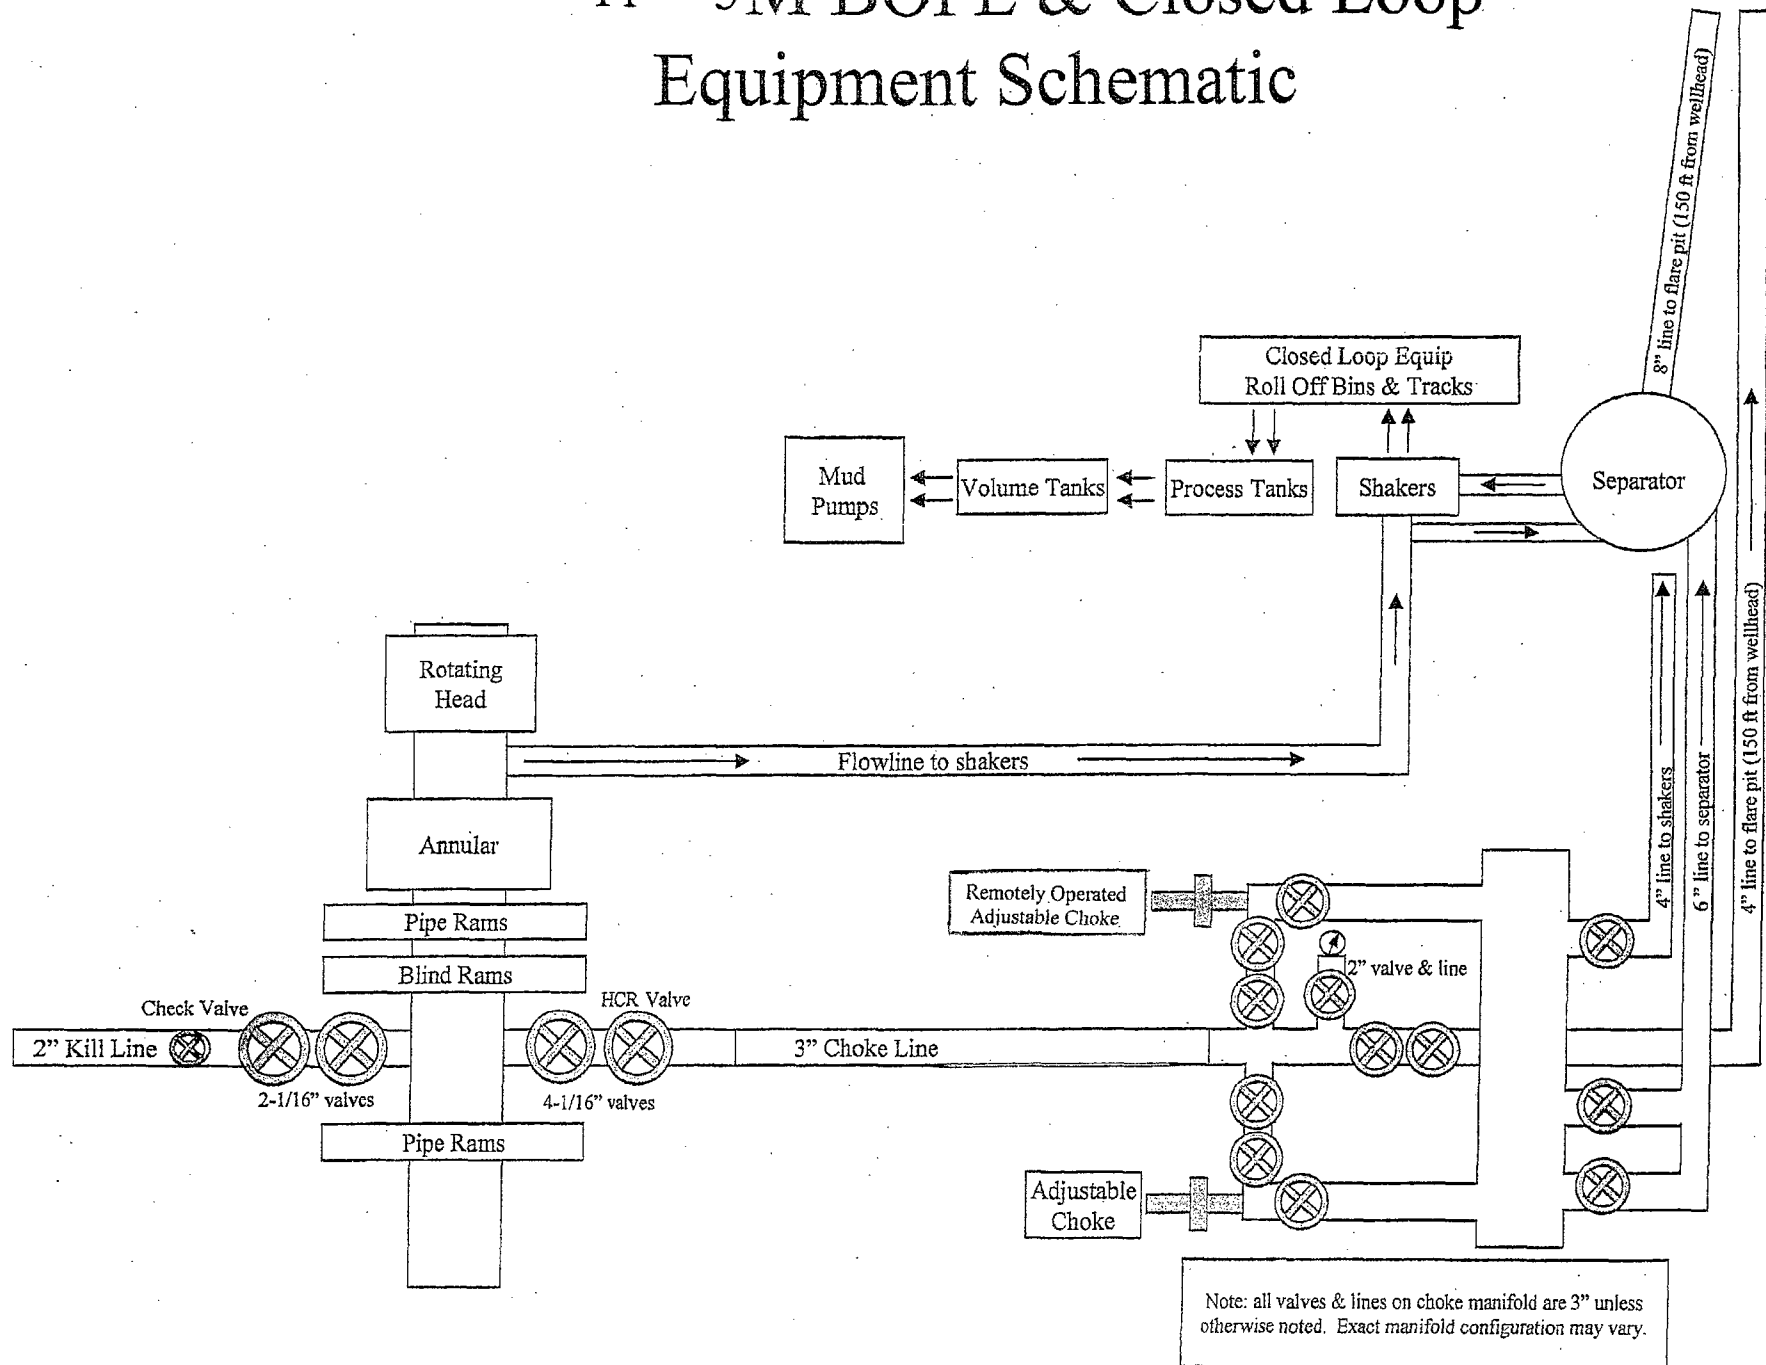 M BOPE & Closed Loop
Equipment Schematic
8” line to flare pit (150 ft from wellhead)
Closed Loop Equip
Roll Off Bins & Tracks
Mud
Pumps
Volume Tanks
Process Tanks
Shakers
Separator
Rotating
Head
Flowline to shakers
Annular
Pipe Rams
Blind Rams
Check Valve
HCR Valve
2” Kill Line
3” Choke Line
2-1/16” valves
4-1/16” valves
Pipe Rams
Remotely Operated
Adjustable Choke
2” valve & line
4” line to shakers
6” line to separator
4” line to flare pit (150 ft from wellhead)
Adjustable
Choke
Note: all valves & lines on choke manifold are 3” unless
otherwise noted. Exact manifold configuration may vary.